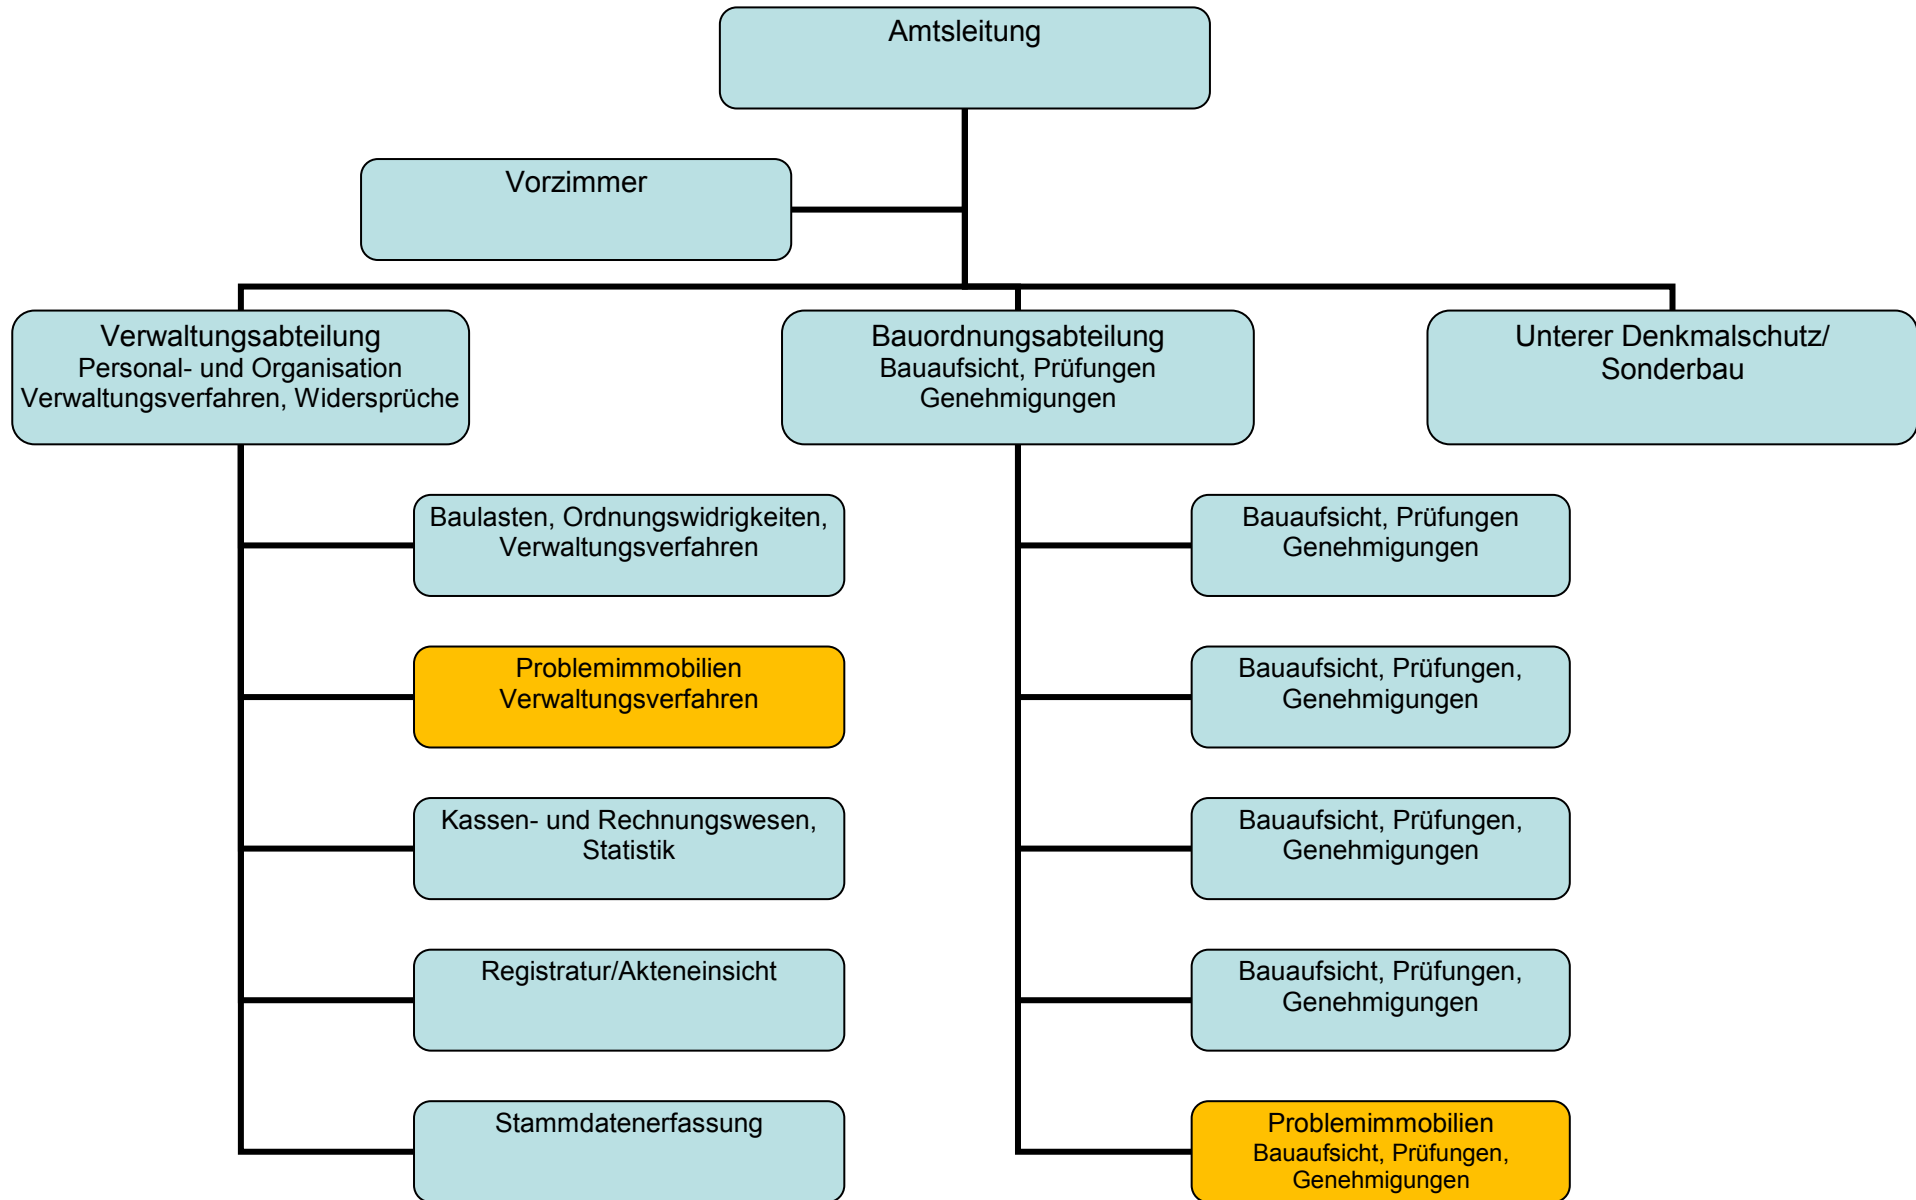 Amtsleitung
Vorzimmer
Verwaltungsabteilung
Personal- und Organisation
Verwaltungsverfahren, Widersprüche
Bauordnungsabteilung
Bauaufsicht, Prüfungen
Genehmigungen
Unterer Denkmalschutz/
Sonderbau
Baulasten, Ordnungswidrigkeiten,
Verwaltungsverfahren
Problemimmobilien
Verwaltungsverfahren
Kassen- und Rechnungswesen,
Statistik
Registratur/Akteneinsicht
Stammdatenerfassung
Bauaufsicht, Prüfungen
Genehmigungen
Bauaufsicht, Prüfungen,
Genehmigungen
Bauaufsicht, Prüfungen,
Genehmigungen
Bauaufsicht, Prüfungen,
Genehmigungen
Problemimmobilien
Bauaufsicht, Prüfungen,
Genehmigungen